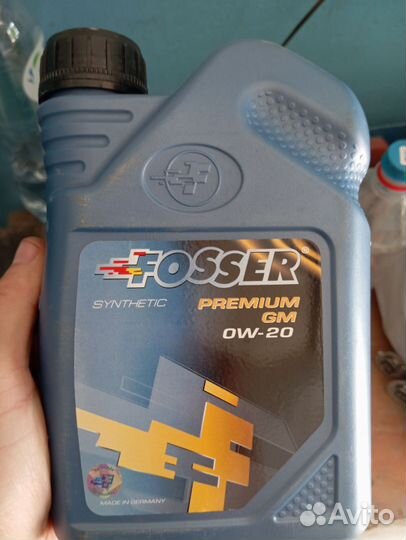 FOSSER®
SYNTHETIC
PREMIUM
GM
0W-20
MADE IN GERMANY
Avito